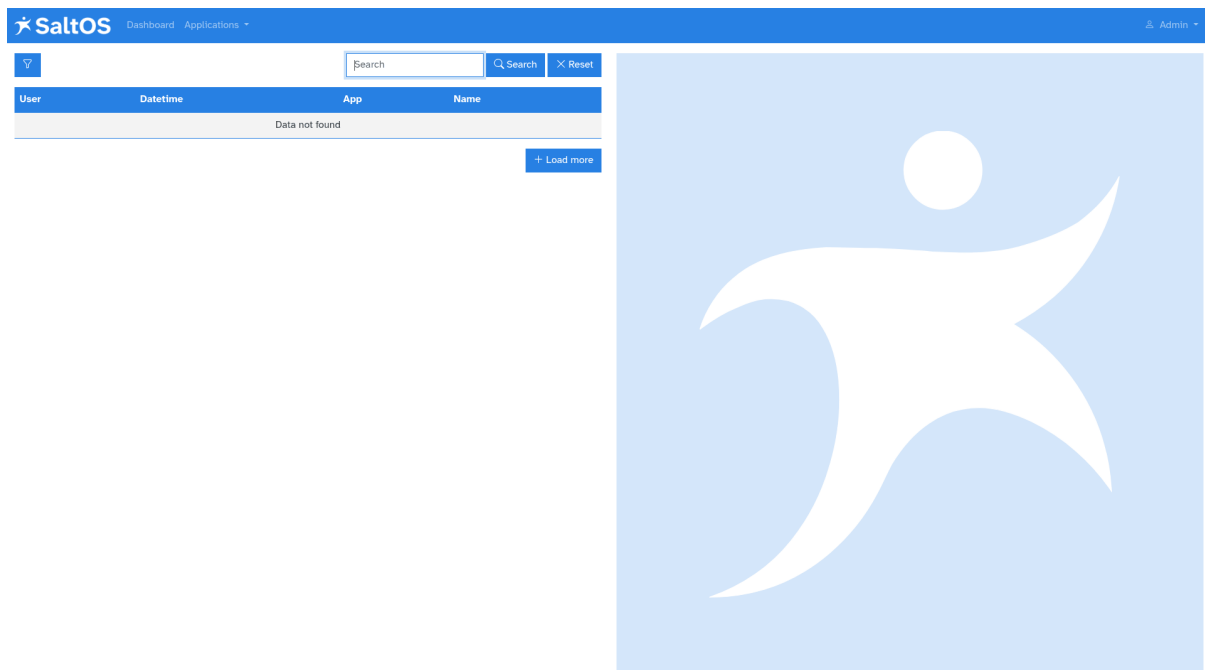 SaltOS Dashboard Applications Admin
Search Search Reset
User Datetime App Name
Data not found
Load more